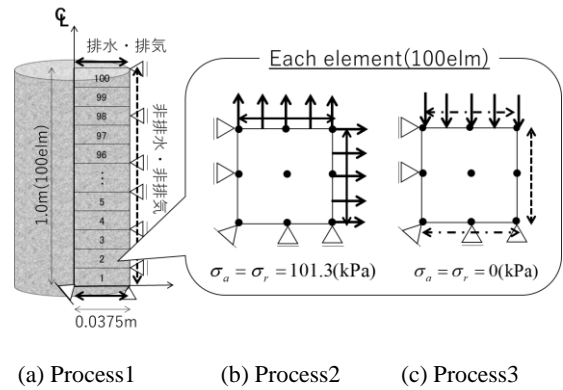 ℄
排水・排気
100
99
98
97
96
⋮
5
4
3
2
1
1.0m(100elm)
非排水・非排気
0.0375m
Each element(100elm)
σa = σr = 101.3(kPa)
σa = σr = 0(kPa)
(a) Process1 (b) Process2 (c) Process3